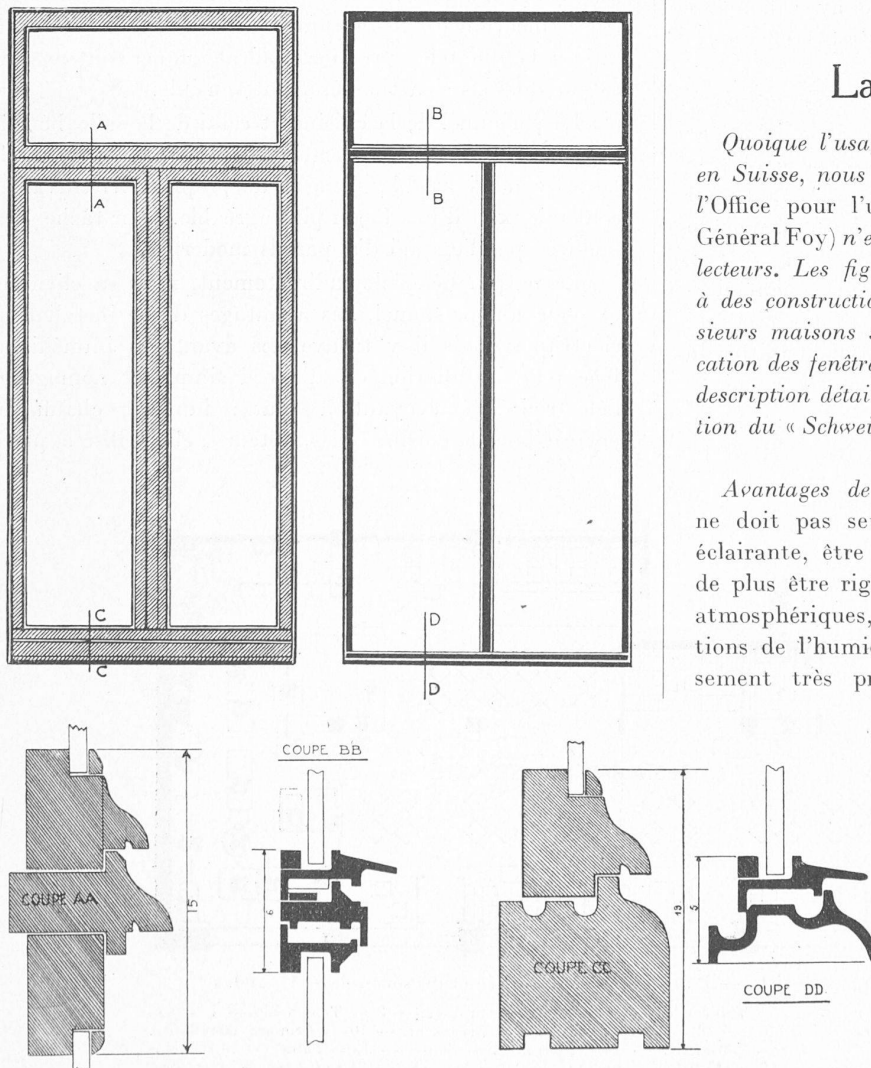 A
A
B
B
C
C
D
D
La
Quoique l'usa
en Suisse, nous
l'Office pour l'u
Général Foy) n'e
lecteurs. Les fig
à des constructio
sieurs maisons s
cation des fenêtre
description détai
tion du « Schwei
Avantages de
ne doit pas seu
éclairante, être
de plus être rig
atmosphériques,
tions de l'humi
sement très pr
COUPE AA
15
COUPE BB
6
COUPE CC
13
5
COUPE DD